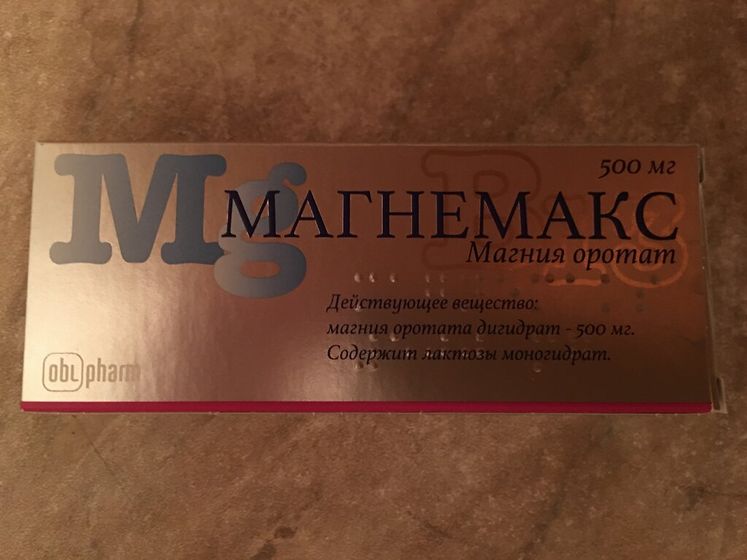 Mg
500 мг
МАГНЕМАКС
Магния оротат
Действующее вещество:
магния оротата дигидрат - 500 мг.
Содержит лактозы моногидрат.
obl pharm